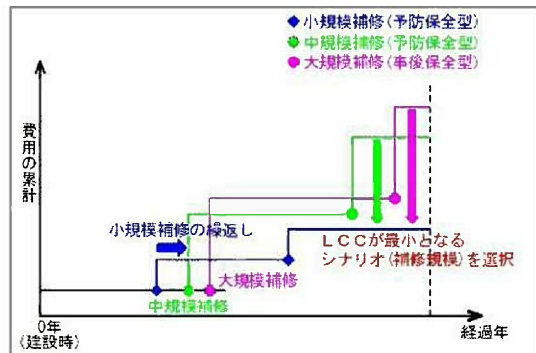 小規模補修(予防保全型)
中規模補修(予防保全型)
大規模補修(事後保全型)
費用の累計
小規模補修の繰返し
LCCが最小となる
シナリオ(補修規模)を選択
大規模補修
中規模補修
0年
(建設時)
経過年